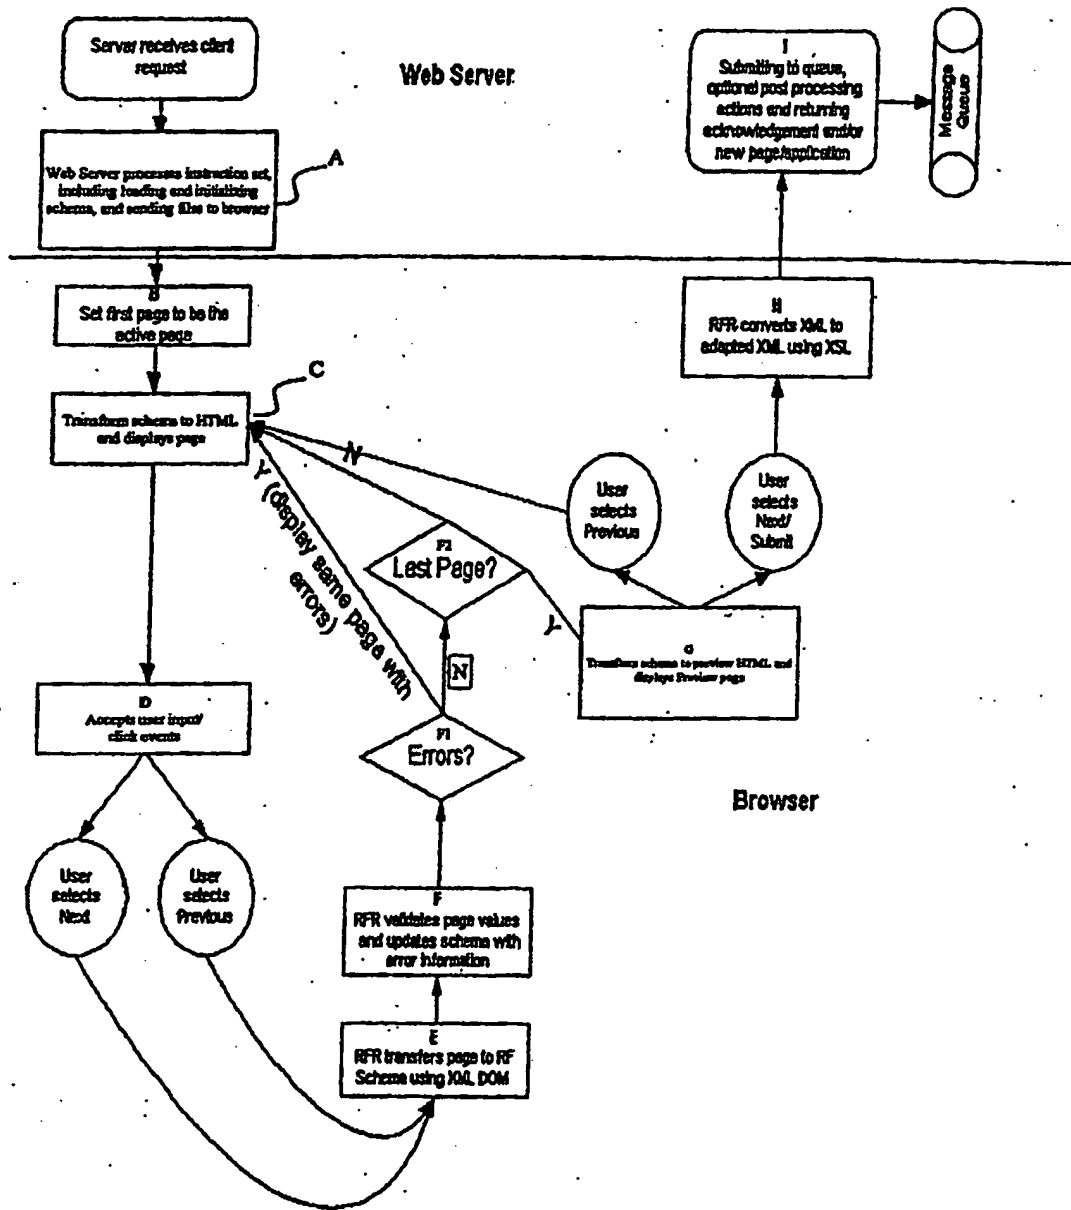 Server receives client
request
Web Server
A
Web Server processes instruction set,
including loading and initializing
schema, and sending files to browser
I
Submitting to queue,
optional post processing
actions and returning
acknowledgement and/or
new page/application
Message
Queue
B
Set first page to be the
active page
H
RFR converts XML to
adapted XML using XSL
C
Transform schema to HTML
and displays page
N
Y (display same page with
errors)
User
selects
Previous
User
selects
Next/
Submit
F2
Last Page?
Y
N
G
Transform schema to preview HTML and
displays Preview page
D
Accepts user input/
click events
F1
Errors?
Browser
User
selects
Next
User
selects
Previous
F
RFR validates page values
and updates schema with
error information
E
RFR transfers page to RF
Schema using XML DOM